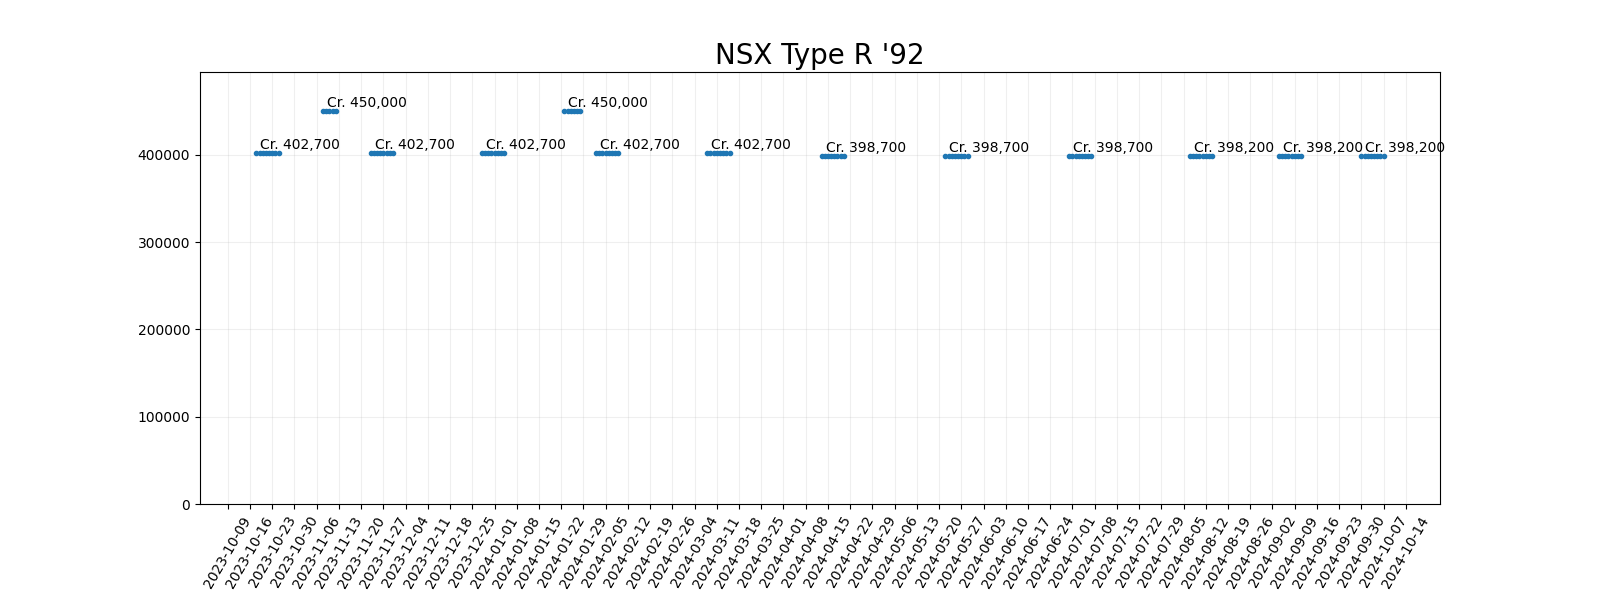 NSX Type R '92
Cr. 450,000 Cr. 450,000
Cr. 402,700 Cr. 402,700 Cr. 402,700 Cr. 402,700 Cr. 402,700 Cr. 398,700 Cr. 398,700 Cr. 398,700 Cr. 398,200 Cr. 398,200 Cr. 398,200
400000
300000
200000
100000
0
2023-10-09 2023-10-16 2023-10-23 2023-10-30 2023-11-06 2023-11-13 2023-11-20 2023-11-27 2023-12-04 2023-12-11 2023-12-18 2023-12-25 2024-01-01 2024-01-08 2024-01-15 2024-01-22 2024-01-29 2024-02-05 2024-02-12 2024-02-19 2024-02-26 2024-03-04 2024-03-11 2024-03-18 2024-03-25 2024-04-01 2024-04-08 2024-04-15 2024-04-22 2024-04-29 2024-05-06 2024-05-13 2024-05-20 2024-05-27 2024-06-03 2024-06-10 2024-06-17 2024-06-24 2024-07-01 2024-07-08 2024-07-15 2024-07-22 2024-07-29 2024-08-05 2024-08-12 2024-08-19 2024-08-26 2024-09-02 2024-09-09 2024-09-16 2024-09-23 2024-09-30 2024-10-07 2024-10-14